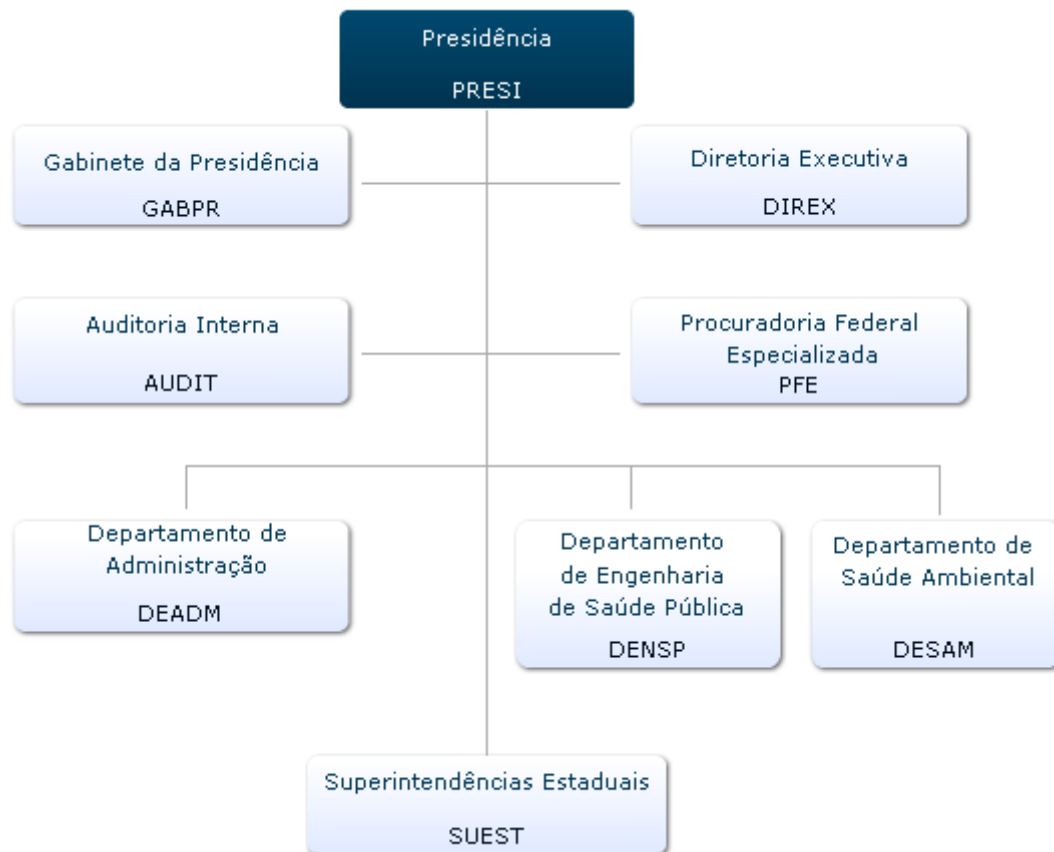 Presidência
PRESI
Gabinete da Presidência
GABPR
Diretoria Executiva
DIREX
Auditoria Interna
AUDIT
Procuradoria Federal
Especializada
PFE
Departamento de
Administração
DEADM
Departamento
de Engenharia
de Saúde Pública
DENSP
Departamento de
Saúde Ambiental
DESAM
Superintendências Estaduais
SUEST